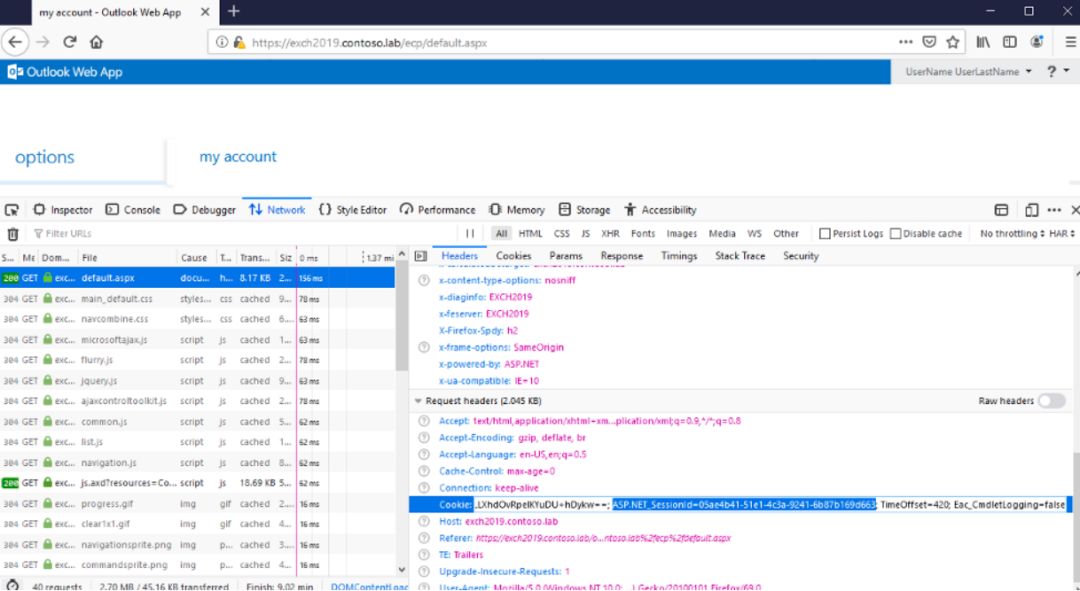 my account - Outlook Web App
https://exch2019.contoso.lab/ecp/default.aspx
Outlook Web App
UserName UserLastName ?
options
my account
Inspector Console Debugger Network Style Editor Performance Memory Storage Accessibility
Filter URLs
All HTML CSS JS XHR Fonts Images Media WS Other Persist Logs Disable cache No throttling HAR
S... Me Dom... File Cause T... Trans... Siz 0 ms 1.37 mi
Headers Cookies Params Response Timings Stack Trace Security
200 GET exc... default.aspx docu... h... 8.17 KB 2... 156 ms
304 GET exc... main_default.css styles... css cached 9... 78 ms
304 GET exc... navcombine.css styles... css cached 6... 63 ms
304 GET exc... microsoftajax.js script js cached 1... 63 ms
304 GET exc... flurry.js script js cached 2... 78 ms
304 GET exc... jquery.js script js cached 9... 63 ms
304 GET exc... ajaxcontroltoolkit.js script js cached 2... 78 ms
304 GET exc... common.js script js cached 5... 62 ms
304 GET exc... list.js script js cached 1... 62 ms
304 GET exc... navigation.js script js cached 8... 62 ms
200 GET exc... js.axd?resources=Co... script js 18.69 KB 5... 62 ms
304 GET exc... progress.gif img gif cached 2... 16 ms
304 GET exc... clear1x1.gif img gif cached 4... 16 ms
304 GET exc... navigationsprite.png img p... cached 3... 16 ms
304 GET exc... commandsprite.png img p... cached 4... 16 ms
40 requests 2.70 MB / 45.16 KB transferred Finish: 9.02 min DOMContentLoad
x-content-type-options: nosniff
x-diaginfo: EXCH2019
x-feserver: EXCH2019
X-Firefox-Spdy: h2
x-frame-options: SameOrigin
x-powered-by: ASP.NET
x-ua-compatible: IE=10
Request headers (2.045 KB) Raw headers
Accept: text/html,application/xhtml+xm...plication/xml;q=0.9,*/*;q=0.8
Accept-Encoding: gzip, deflate, br
Accept-Language: en-US,en;q=0.5
Cache-Control: max-age=0
Connection: keep-alive
Cookie: ...LXhdOvRpelKYuDU+hDykw==; ASP.NET_SessionId=05ae4b41-51e1-4c3a-9241-6b87b169d663; TimeOffset=420; Eac_CmdletLogging=false
Host: exch2019.contoso.lab
Referer: https://exch2019.contoso.lab/o...ntoso.lab%2fecp%2fdefault.aspx
TE: Trailers
Upgrade-Insecure-Requests: 1
User-Agent: Mozilla/5.0 (Windows NT 10.0; ...) Gecko/20100101 Firefox/69.0